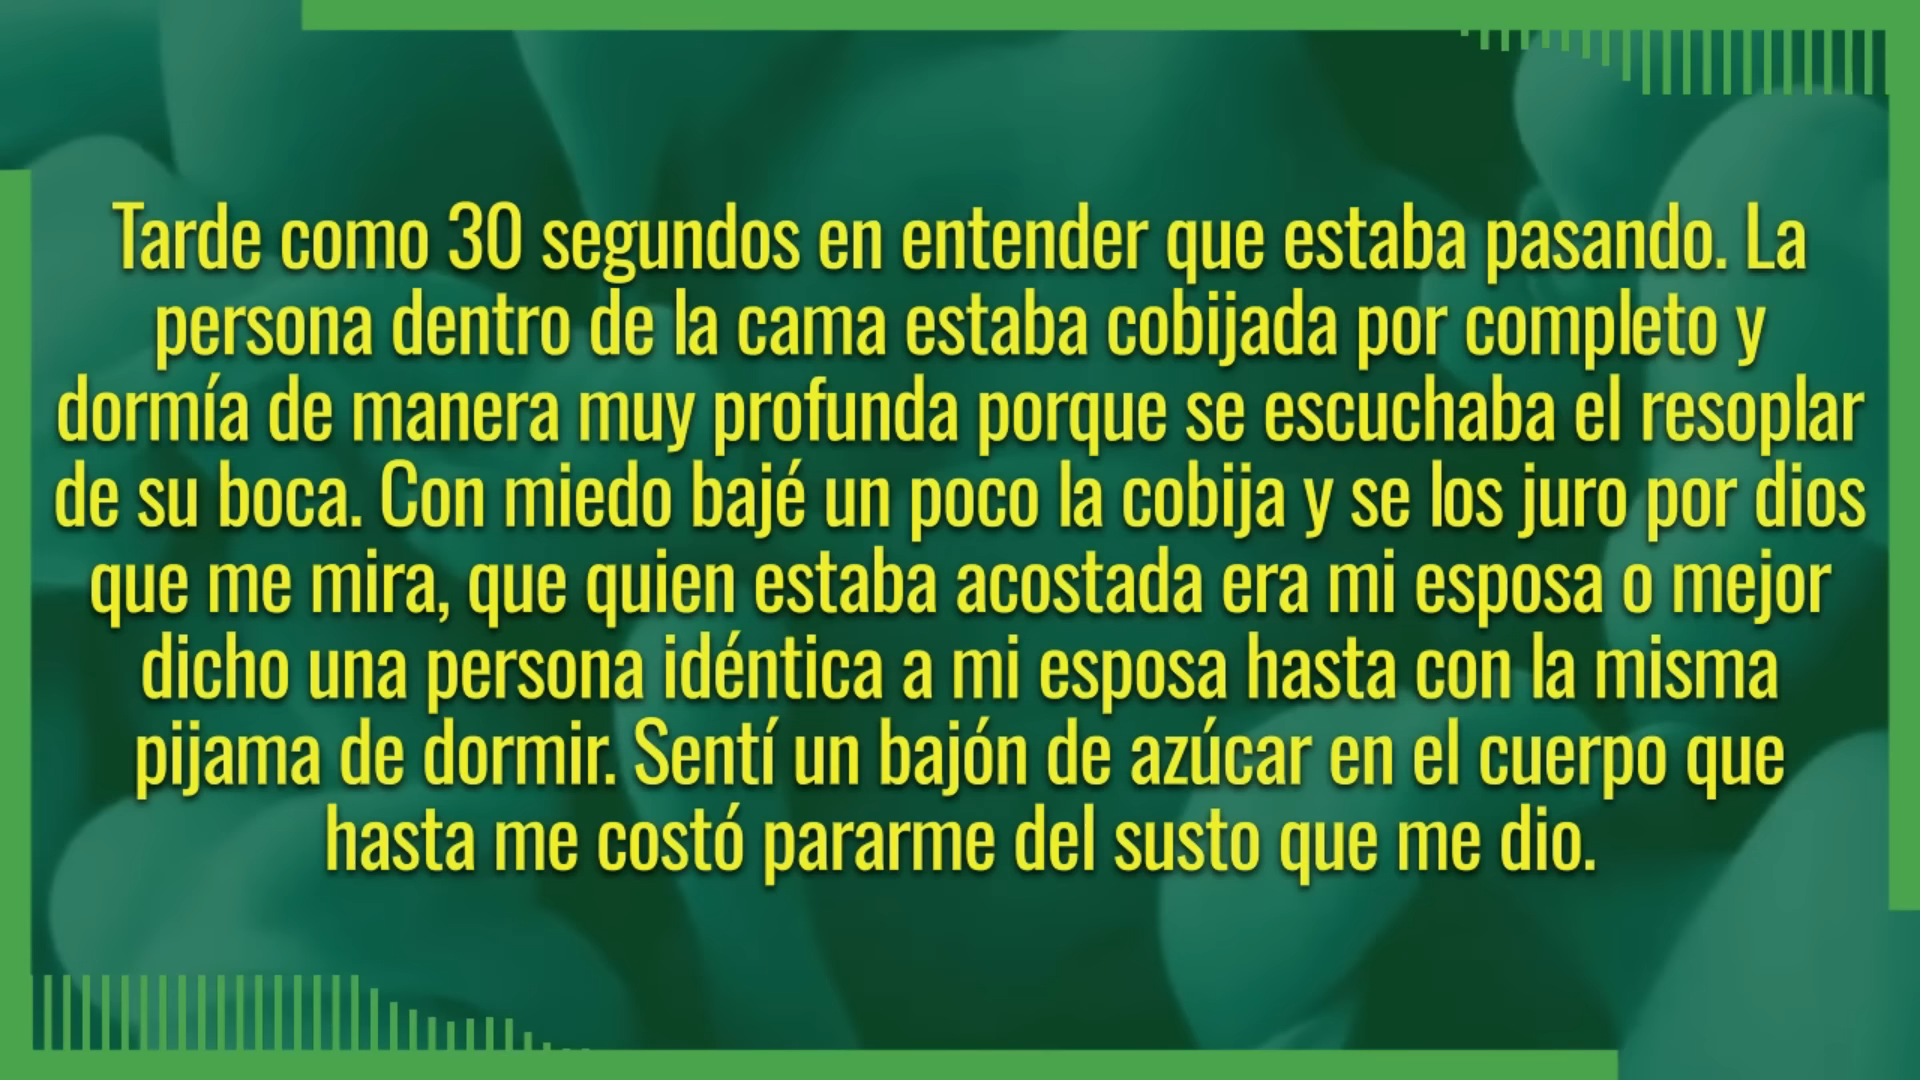 Tarde como 30 segundos en entender que estaba pasando. La
persona dentro de la cama estaba cobijada por completo y
dormía de manera muy profunda porque se escuchaba el resoplar
de su boca. Con miedo bajé un poco la cobija y se los juro por dios
que me mira, que quien estaba acostada era mi esposa o mejor
dicho una persona idéntica a mi esposa hasta con la misma
pijama de dormir. Sentí un bajón de azúcar en el cuerpo que
hasta me costó pararme del susto que me dio.